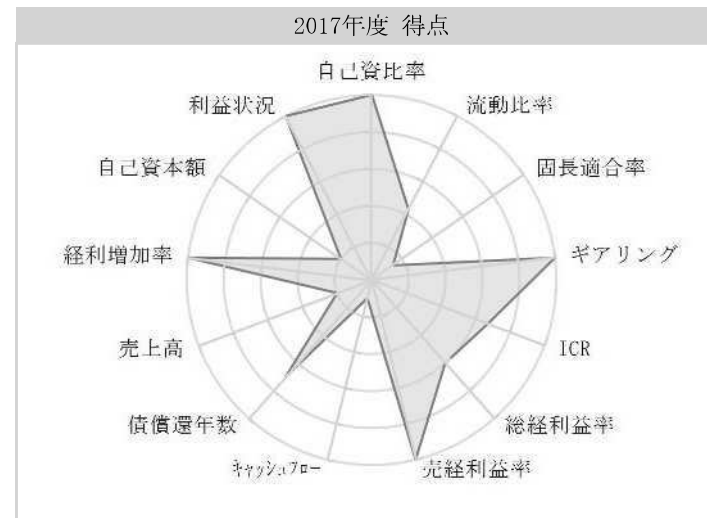 2017年度 得点
自己資比率
流動比率
固長適合率
ギアリング
ICR
総経利益率
売経利益率
キャッシュフロー
債償還年数
売上高
経利増加率
自己資本額
利益状況